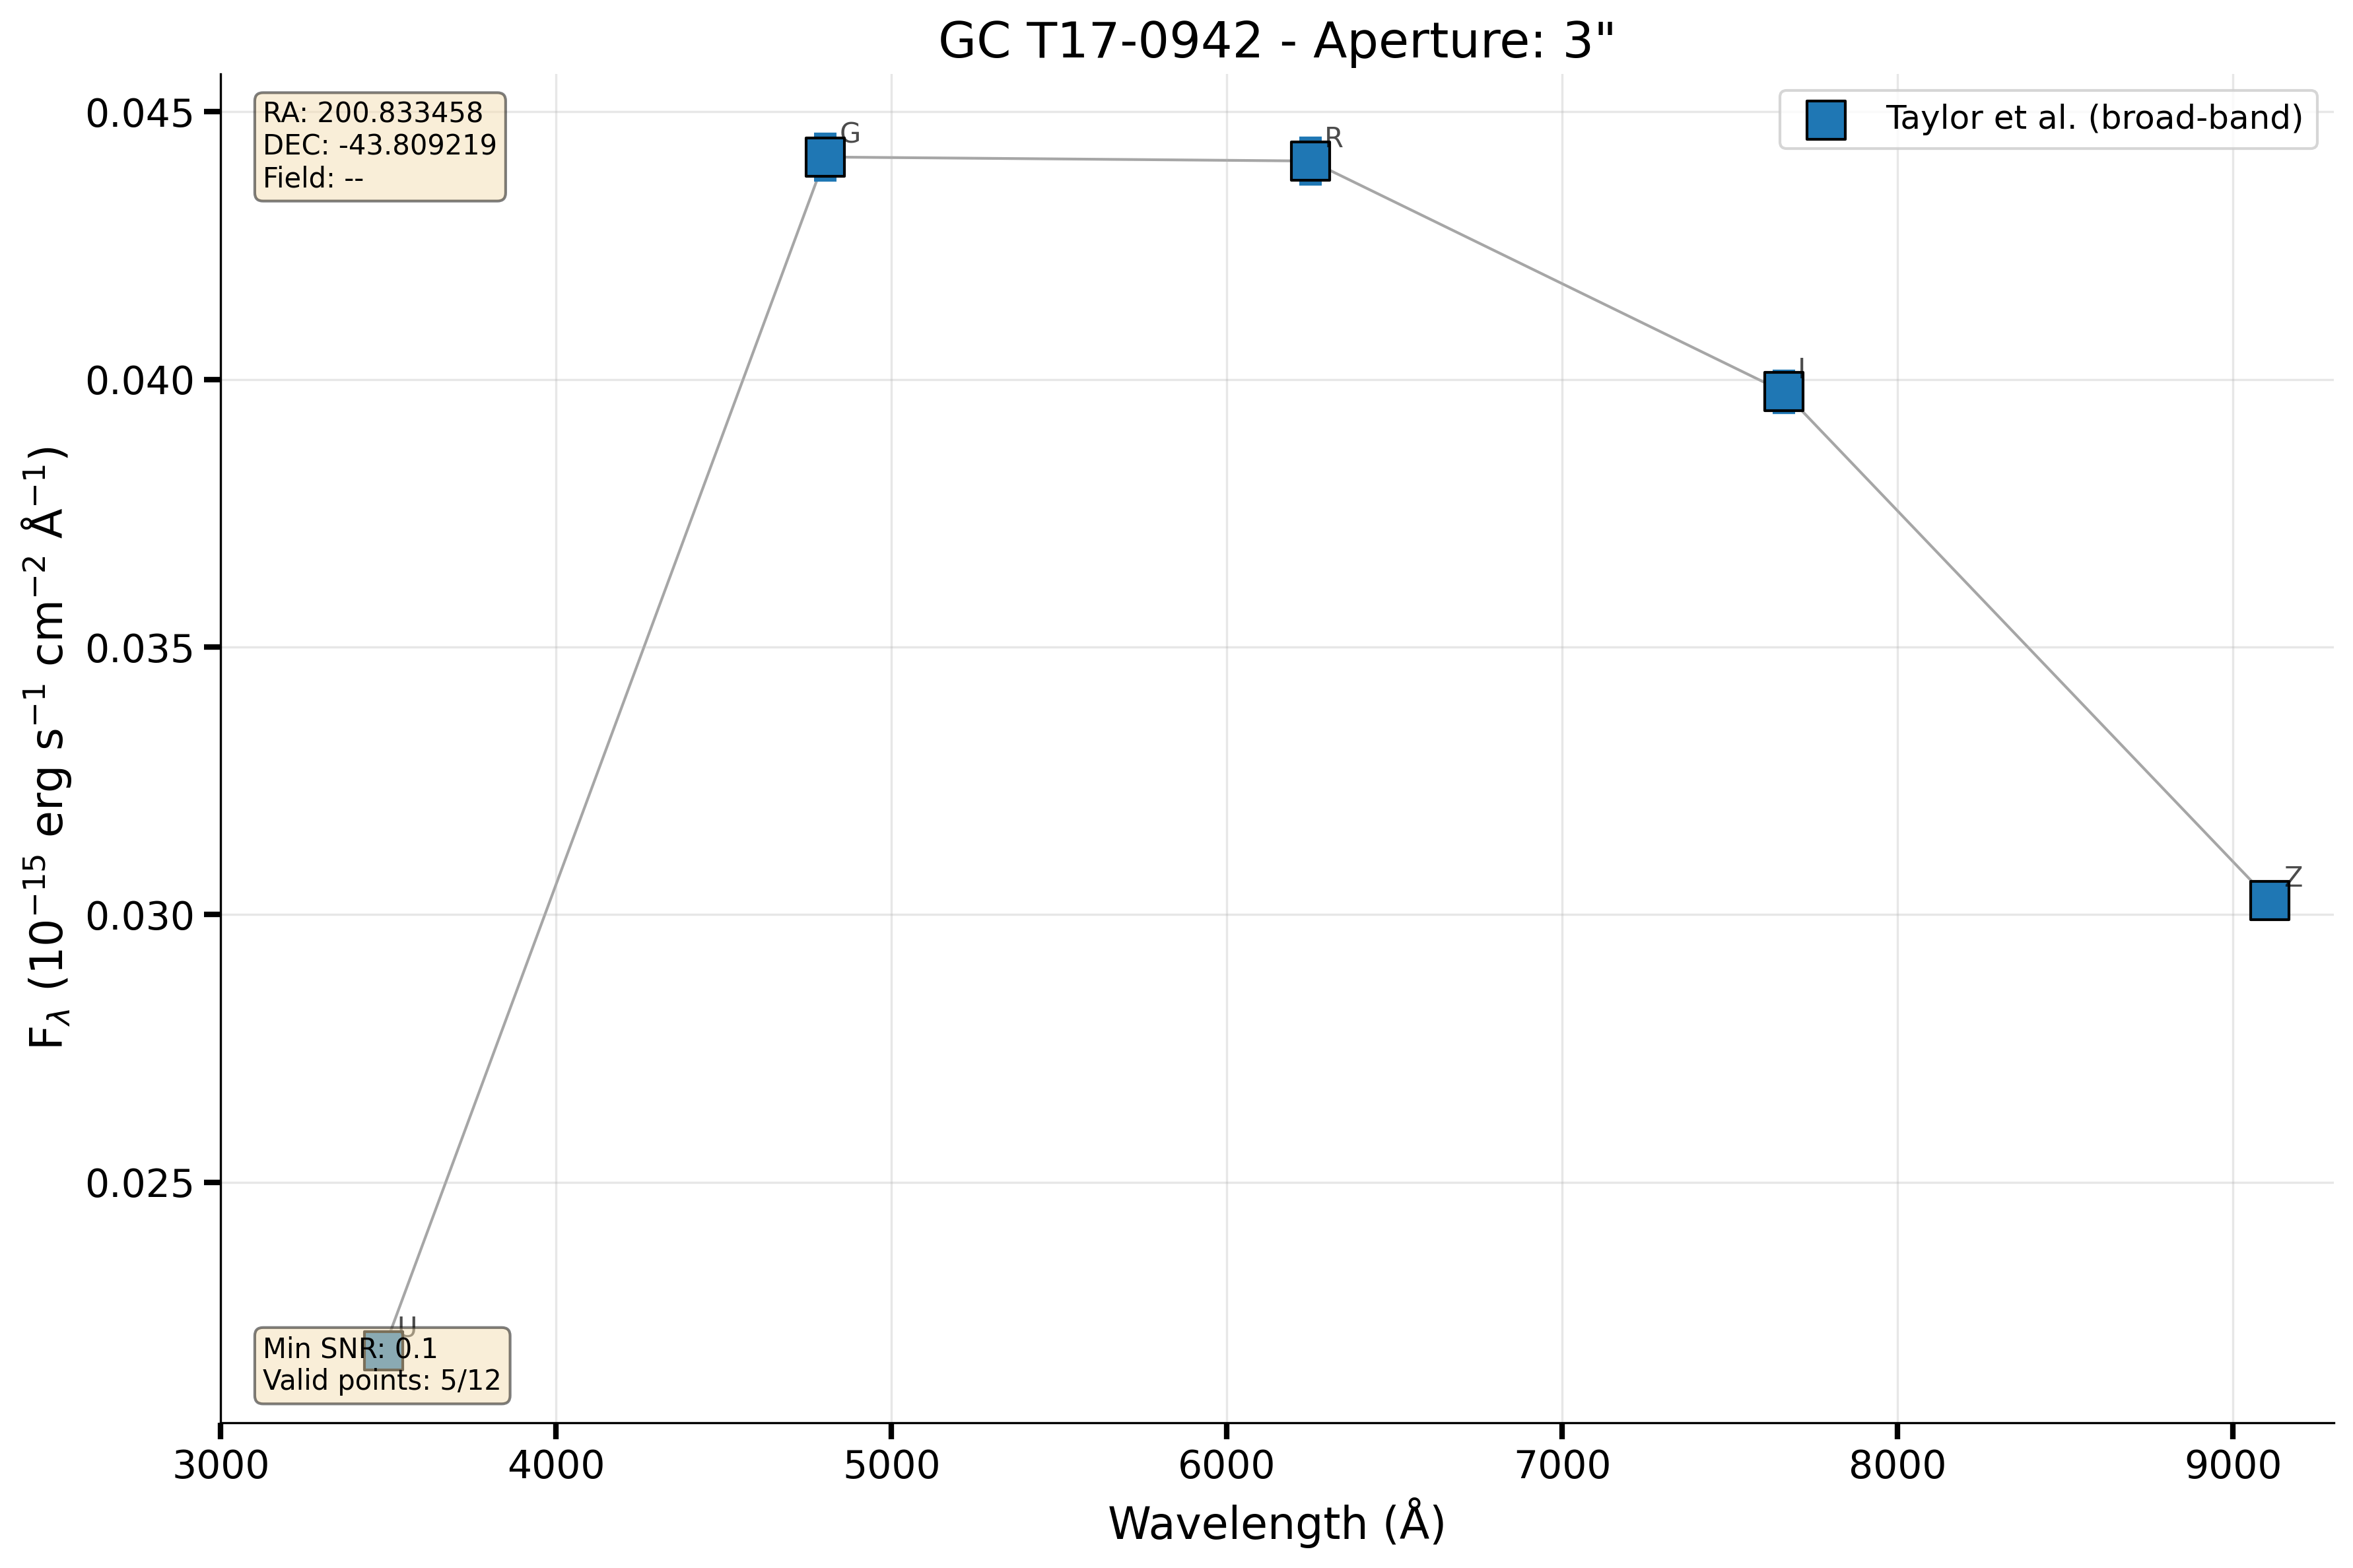 GC T17-0942 - Aperture: 3"
RA: 200.833458
DEC: -43.809219
Field: --
Taylor et al. (broad-band)
G
R
I
Z
U
Min SNR: 0.1
Valid points: 5/12
0.045
0.040
0.035
0.030
0.025
F_λ (10⁻¹⁵ erg s⁻¹ cm⁻² Å⁻¹)
3000 4000 5000 6000 7000 8000 9000
Wavelength (Å)